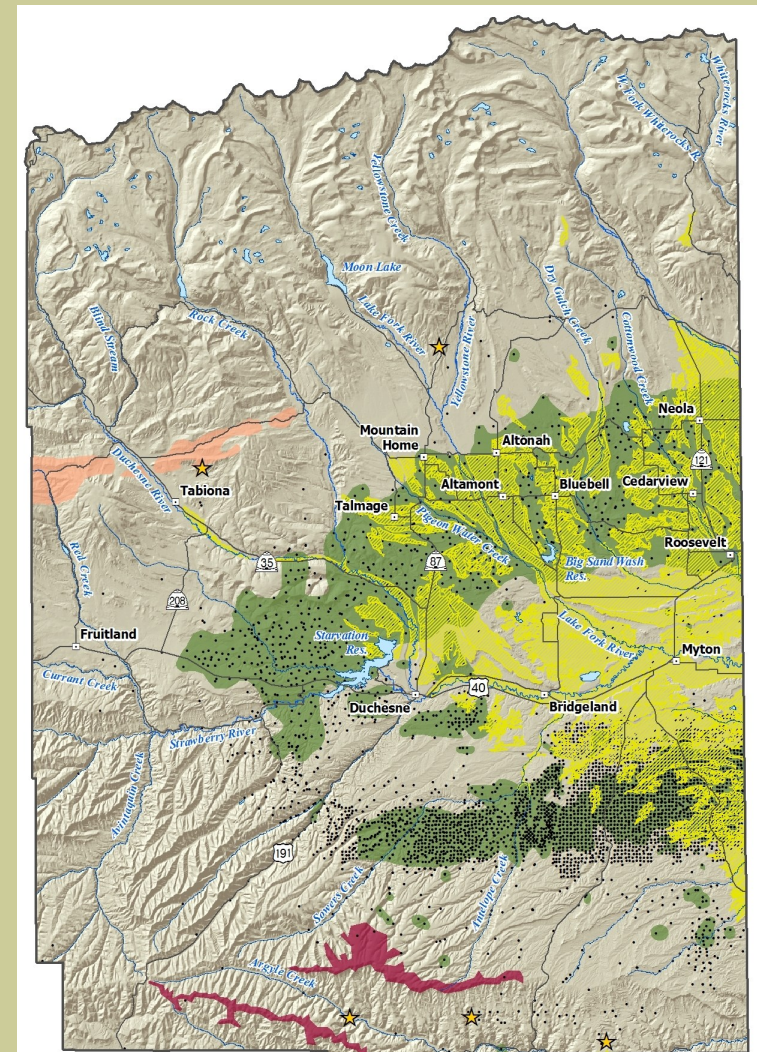 Whiterocks River
W. Fork Whiterocks R.
Yellowstone Creek
Moon Lake
Dry Gulch Creek
Lake Fork River
Blind Stream
Rock Creek
Cottonwood Creek
Yellowstone River
Neola
Mountain
Home
Altonah
Duchesne River
121
Tabiona
Altamont
Bluebell
Cedarview
Talmage
Pigeon Water Creek
Roosevelt
Red Creek
35
87
Big Sand Wash
Res.
208
Fruitland
Starvation
Res.
Lake Fork River
Myton
Currant Creek
40
Duchesne
Bridgeland
Strawberry River
Avintaquin Creek
191
Sowers Creek
Antelope Creek
Argyle Creek